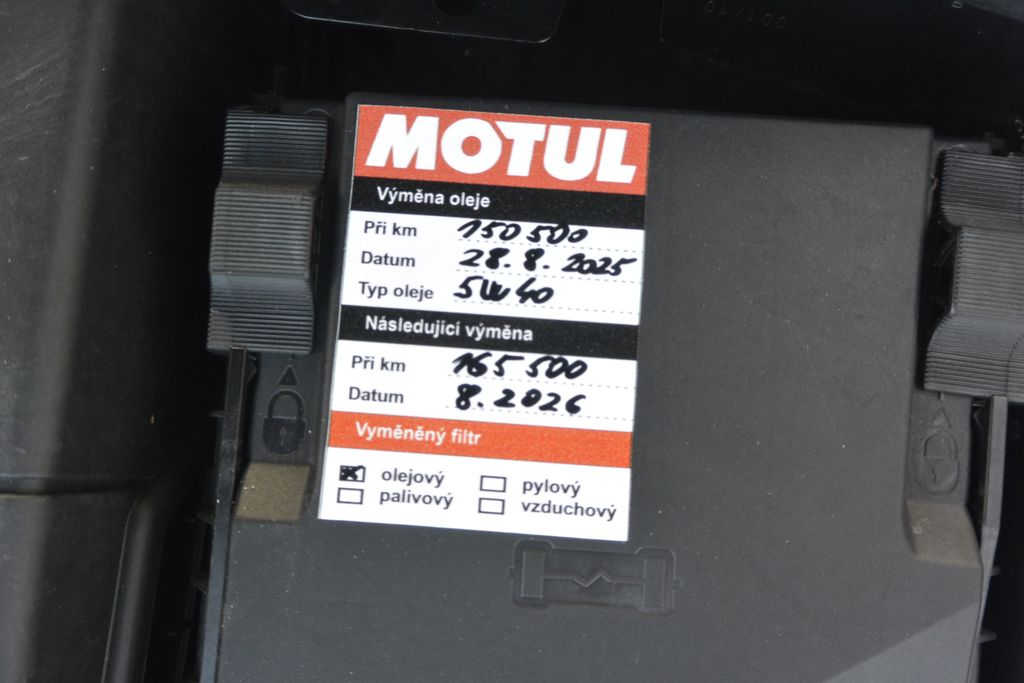 MOTUL
Výměna oleje
Při km 150 500
Datum 28.8.2025
Typ oleje 5W40
Následující výměna
Při km 165 500
Datum 8.2026
Vyměněný filtr
olejový pylový
palivový vzduchový